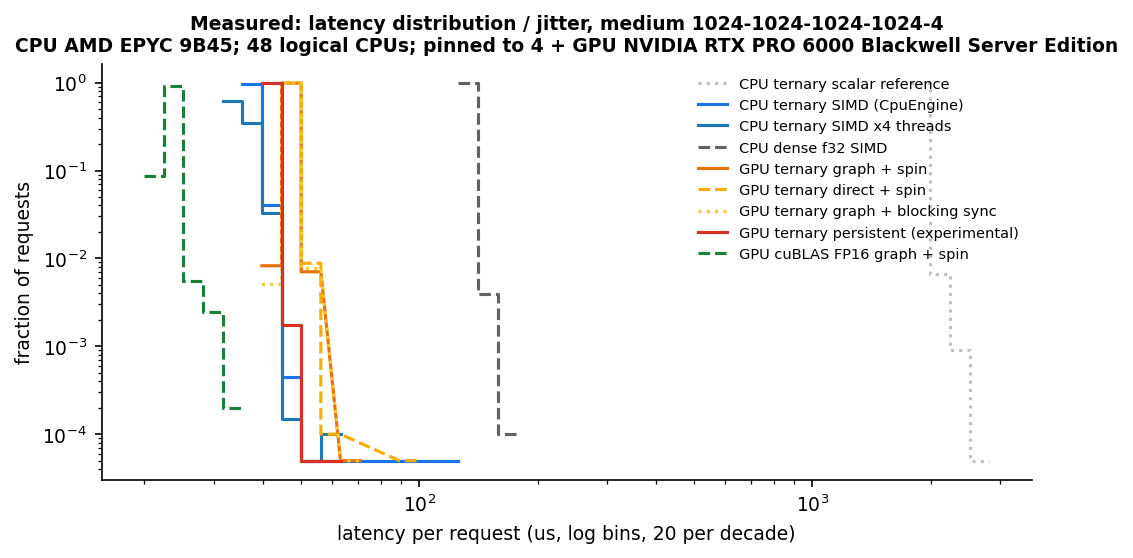 Measured: latency distribution / jitter, medium 1024-1024-1024-1024-4
CPU AMD EPYC 9B45; 48 logical CPUs; pinned to 4 + GPU NVIDIA RTX PRO 6000 Blackwell Server Edition
fraction of requests
10⁰
10⁻¹
10⁻²
10⁻³
10⁻⁴
CPU ternary scalar reference
CPU ternary SIMD (CpuEngine)
CPU ternary SIMD x4 threads
CPU dense f32 SIMD
GPU ternary graph + spin
GPU ternary direct + spin
GPU ternary graph + blocking sync
GPU ternary persistent (experimental)
GPU cuBLAS FP16 graph + spin
10²
10³
latency per request (us, log bins, 20 per decade)